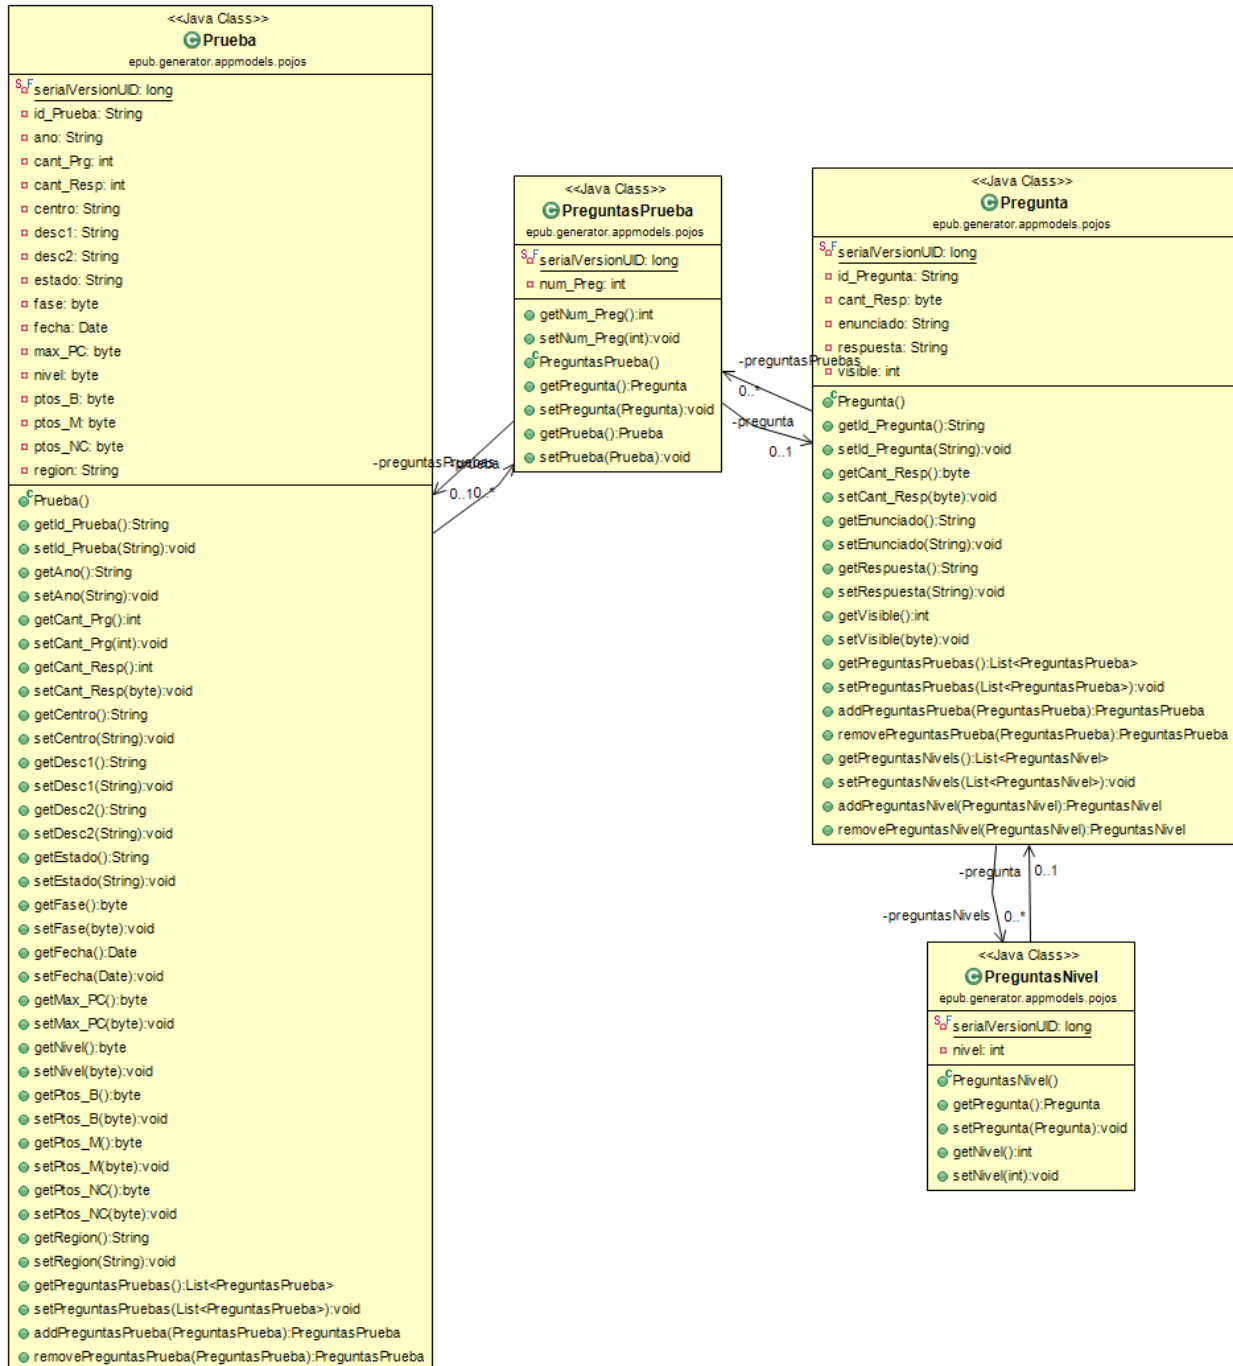 <<Java Class>>
Prueba
epub.generator.appmodels.pojos
serialVersionUID: long
id_Prueba: String
ano: String
cant_Prg: int
cant_Resp: int
centro: String
desc1: String
desc2: String
estado: String
fase: byte
fecha: Date
max_PC: byte
nivel: byte
ptos_B: byte
ptos_M: byte
ptos_NC: byte
region: String
Prueba()
getId_Prueba():String
setId_Prueba(String):void
getAno():String
setAno(String):void
getCant_Prg():int
setCant_Prg(int):void
getCant_Resp():int
setCant_Resp(byte):void
getCentro():String
setCentro(String):void
getDesc1():String
setDesc1(String):void
getDesc2():String
setDesc2(String):void
getEstado():String
setEstado(String):void
getFase():byte
setFase(byte):void
getFecha():Date
setFecha(Date):void
getMax_PC():byte
setMax_PC(byte):void
getNivel():byte
setNivel(byte):void
getPtos_B():byte
setPtos_B(byte):void
getPtos_M():byte
setPtos_M(byte):void
getPtos_NC():byte
setPtos_NC(byte):void
getRegion():String
setRegion(String):void
getPreguntasPruebas():List<PreguntasPrueba>
setPreguntasPruebas(List<PreguntasPrueba>):void
addPreguntasPrueba(PreguntasPrueba):PreguntasPrueba
removePreguntasPrueba(PreguntasPrueba):PreguntasPrueba
-preguntasPruebas
-prueba
0..1
0..*
<<Java Class>>
PreguntasPrueba
epub.generator.appmodels.pojos
serialVersionUID: long
num_Preg: int
getNum_Preg():int
setNum_Preg(int):void
PreguntasPrueba()
getPregunta():Pregunta
setPregunta(Pregunta):void
getPrueba():Prueba
setPrueba(Prueba):void
-preguntasPruebas
0..*
-pregunta
0..1
<<Java Class>>
Pregunta
epub.generator.appmodels.pojos
serialVersionUID: long
id_Pregunta: String
cant_Resp: byte
enunciado: String
respuesta: String
visible: int
Pregunta()
getId_Pregunta():String
setId_Pregunta(String):void
getCant_Resp():byte
setCant_Resp(byte):void
getEnunciado():String
setEnunciado(String):void
getRespuesta():String
setRespuesta(String):void
getVisible():int
setVisible(byte):void
getPreguntasPruebas():List<PreguntasPrueba>
setPreguntasPruebas(List<PreguntasPrueba>):void
addPreguntasPrueba(PreguntasPrueba):PreguntasPrueba
removePreguntasPrueba(PreguntasPrueba):PreguntasPrueba
getPreguntasNivels():List<PreguntasNivel>
setPreguntasNivels(List<PreguntasNivel>):void
addPreguntasNivel(PreguntasNivel):PreguntasNivel
removePreguntasNivel(PreguntasNivel):PreguntasNivel
-pregunta
0..1
-preguntasNivels
0..*
<<Java Class>>
PreguntasNivel
epub.generator.appmodels.pojos
serialVersionUID: long
nivel: int
PreguntasNivel()
getPregunta():Pregunta
setPregunta(Pregunta):void
getNivel():int
setNivel(int):void